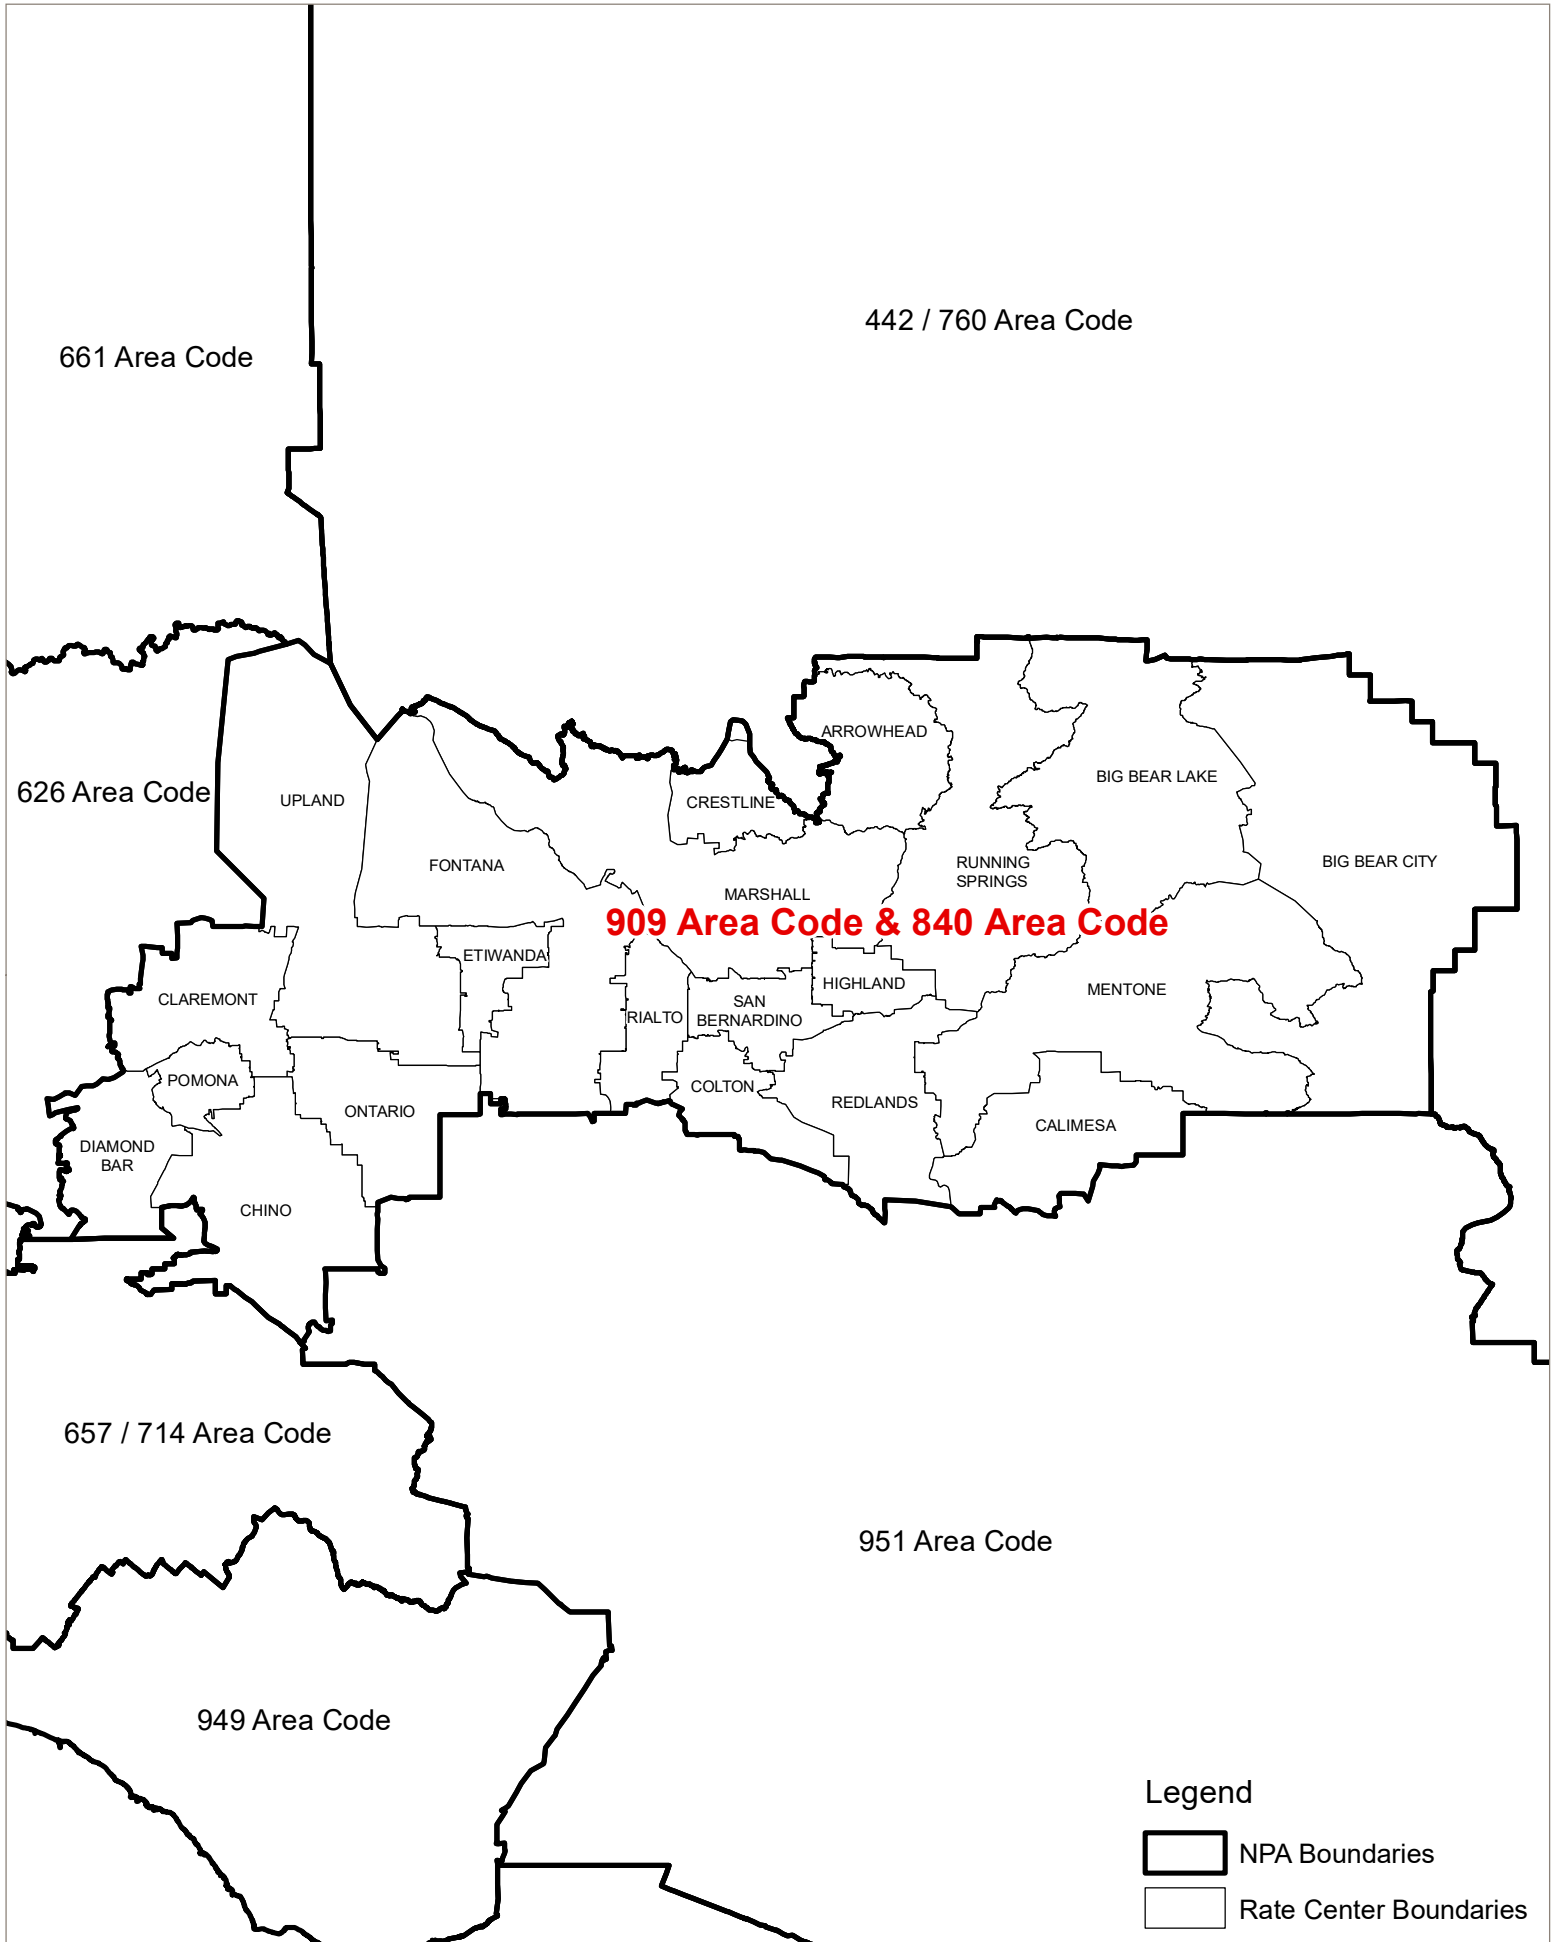 442 / 760 Area Code
661 Area Code
ARROWHEAD
BIG BEAR LAKE
626 Area Code
UPLAND
CRESTLINE
FONTANA
RUNNING
SPRINGS
BIG BEAR CITY
MARSHALL
909 Area Code & 840 Area Code
ETIWANDA
HIGHLAND
MENTONE
CLAREMONT
SAN
BERNARDINO
RIALTO
POMONA
COLTON
ONTARIO
REDLANDS
CALIMESA
DIAMOND
BAR
CHINO
657 / 714 Area Code
951 Area Code
949 Area Code
Legend
NPA Boundaries
Rate Center Boundaries